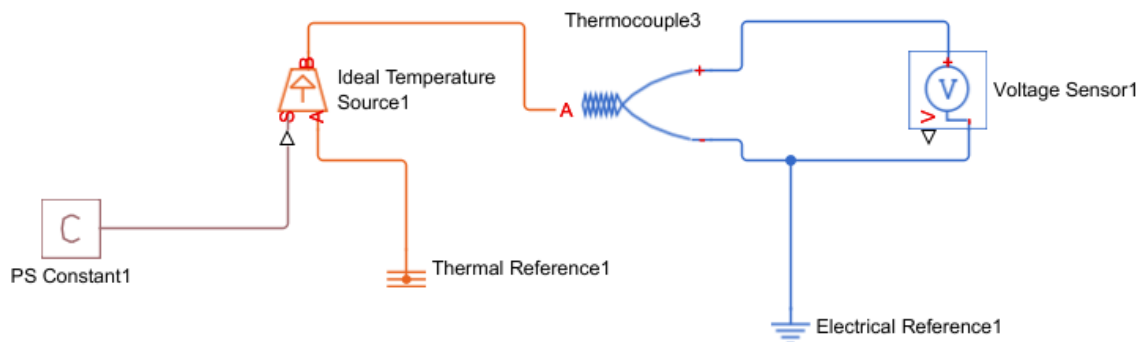 Thermocouple3
B
Ideal Temperature
Source1
S
A
A
+
-
+
V
V
-
Voltage Sensor1
C
PS Constant1
Thermal Reference1
Electrical Reference1